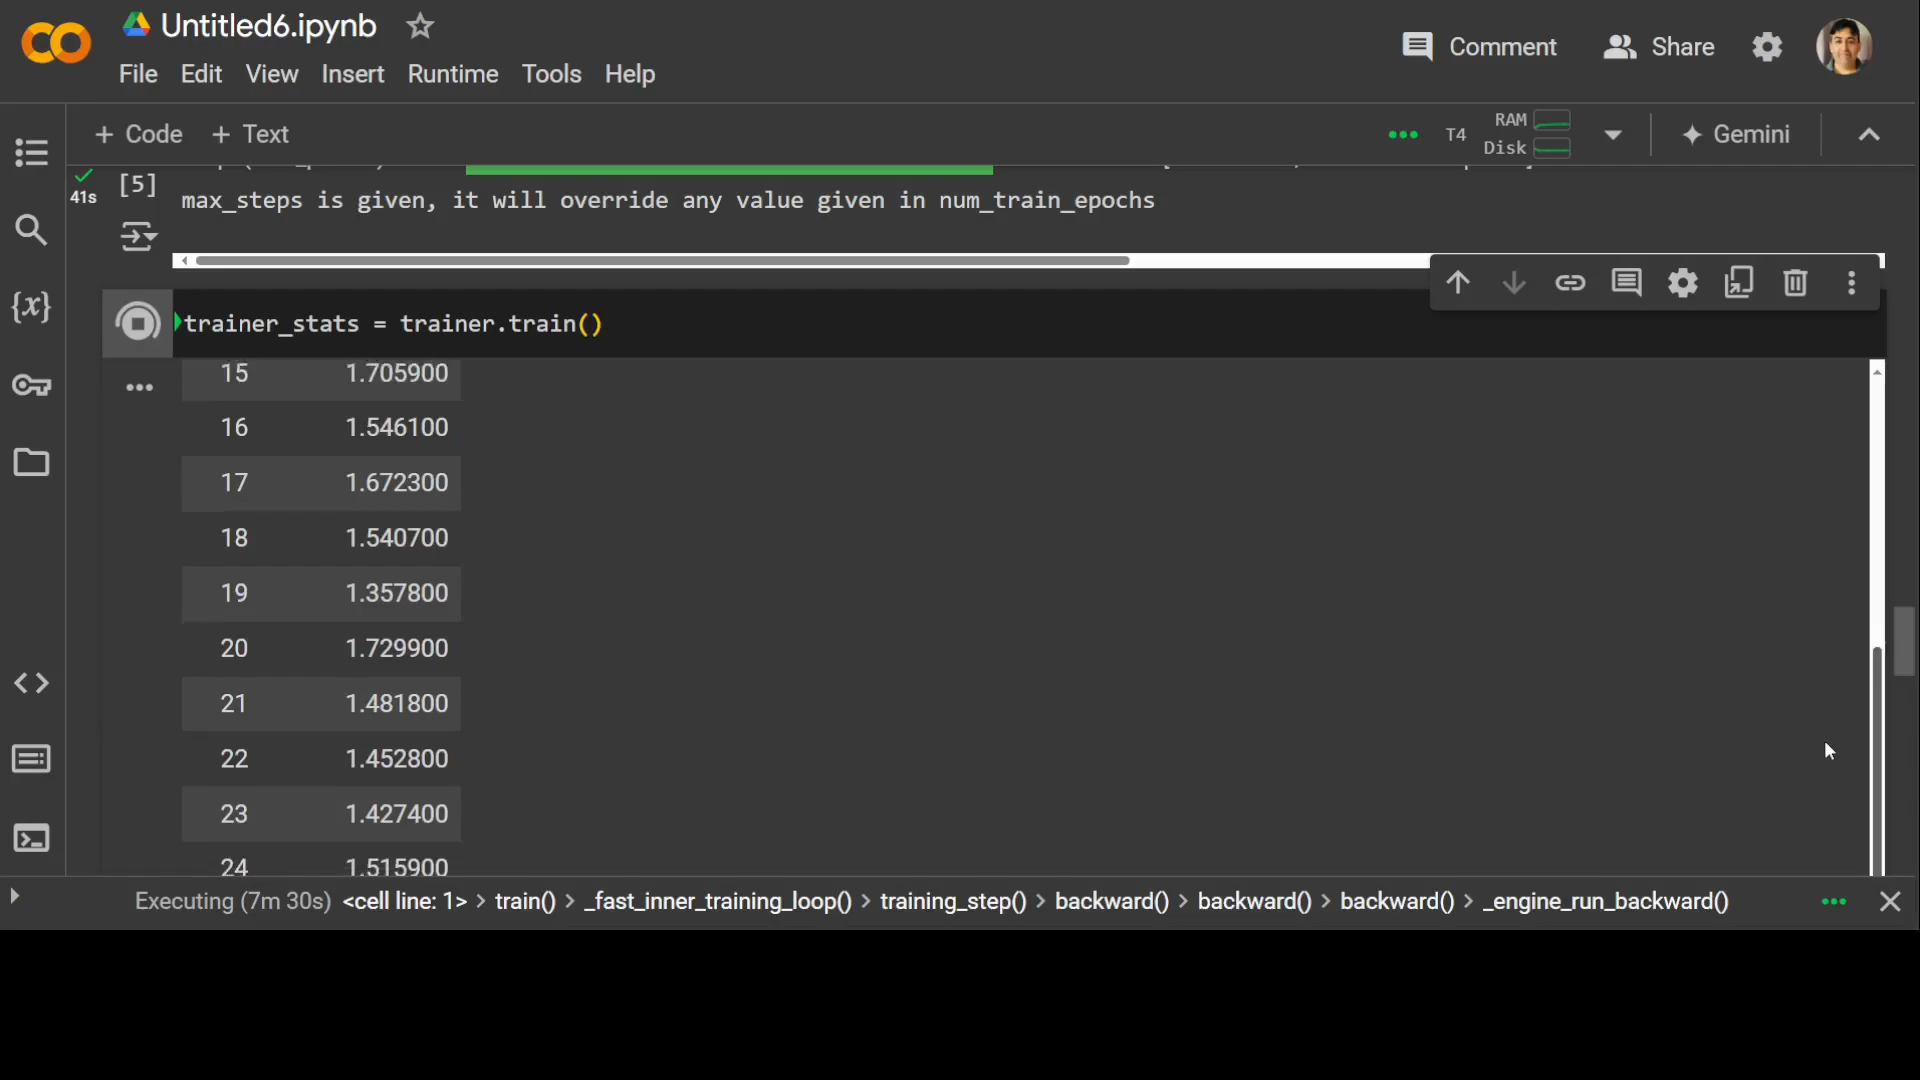 Untitled6.ipynb
File Edit View Insert Runtime Tools Help
Comment Share
+ Code + Text
T4 RAM Disk Gemini
41s [5]
max_steps is given, it will override any value given in num_train_epochs
trainer_stats = trainer.train()
15 1.705900
16 1.546100
17 1.672300
18 1.540700
19 1.357800
20 1.729900
21 1.481800
22 1.452800
23 1.427400
24 1.515900
{x}
Executing (7m 30s) <cell line: 1> > train() > _fast_inner_training_loop() > training_step() > backward() > backward() > backward() > _engine_run_backward()